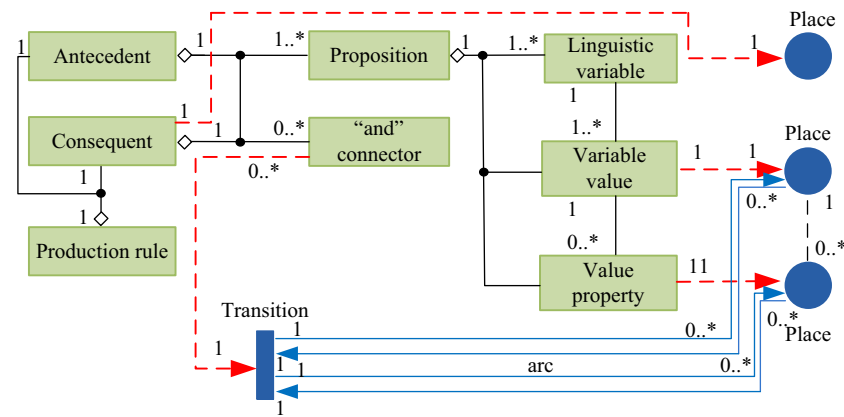 Place
1
Antecedent
1
1..*
Proposition
1
1..*
Linguistic
variable
1
1
1
Consequent
1
0..*
“and”
connector
0..*
1
1..*
Place
Variable
value
1
1
0..*
1
1
1
Production rule
1
0..*
0..*
Value
property
11
0..*
Place
Transition
1
0..*
1
1
1
arc
0..*
1